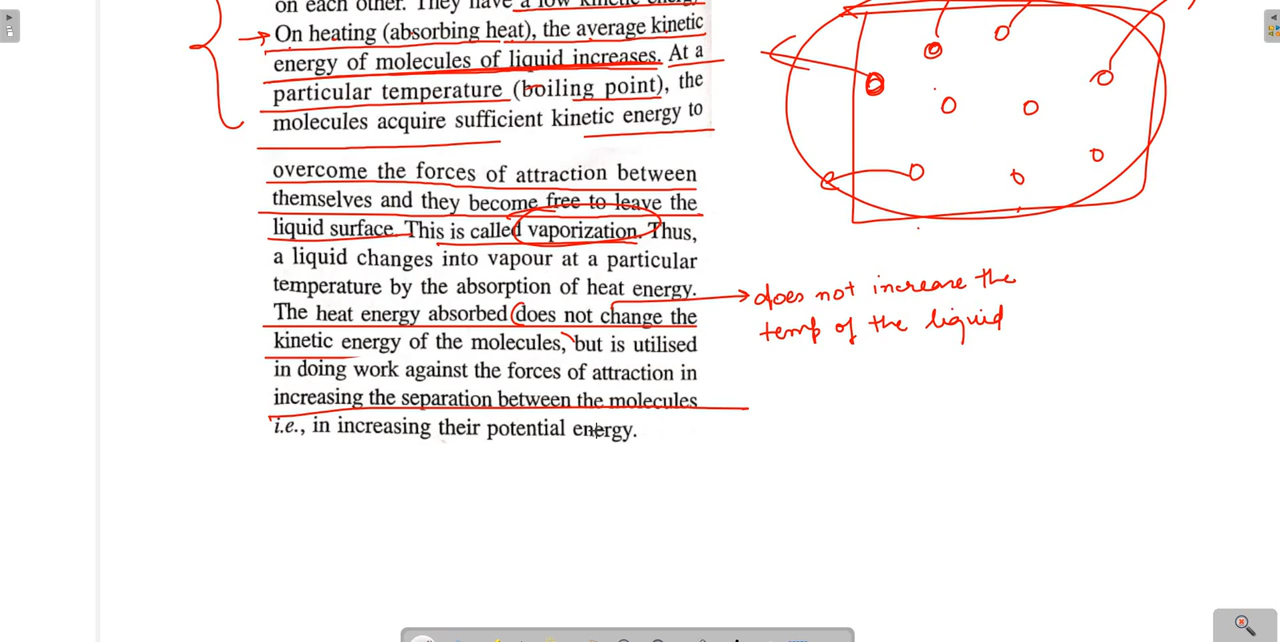 on each other. They have a low kinetic energy.
On heating (absorbing heat), the average kinetic
energy of molecules of liquid increases. At a
particular temperature (boiling point), the
molecules acquire sufficient kinetic energy to
overcome the forces of attraction between
themselves and they become free to leave the
liquid surface. This is called vaporization. Thus,
a liquid changes into vapour at a particular
temperature by the absorption of heat energy.
The heat energy absorbed does not change the
kinetic energy of the molecules, but is utilised
in doing work against the forces of attraction in
increasing the separation between the molecules
i.e., in increasing their potential energy.
does not increase the
temp of the liquid